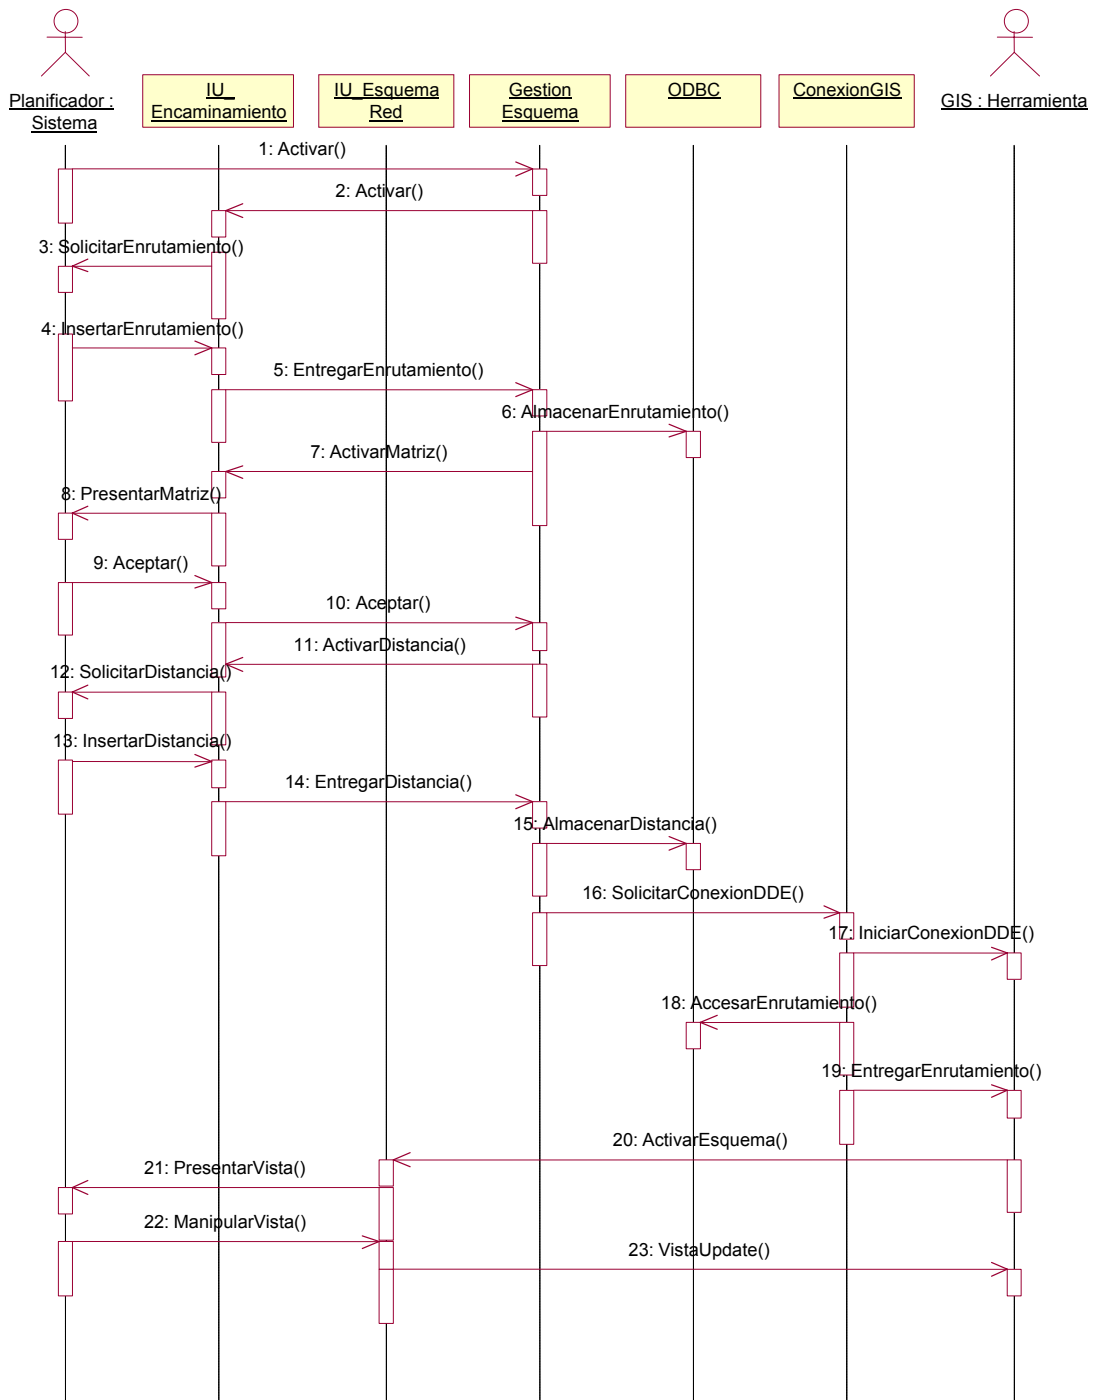 Planificador :
Sistema
IU_
Encaminamiento
IU_Esquema
Red
Gestion
Esquema
ODBC
ConexionGIS
GIS : Herramienta
1: Activar()
2: Activar()
3: SolicitarEnrutamiento()
4: InsertarEnrutamiento()
5: EntregarEnrutamiento()
6: AlmacenarEnrutamiento()
7: ActivarMatriz()
8: PresentarMatriz()
9: Aceptar()
10: Aceptar()
11: ActivarDistancia()
12: SolicitarDistancia()
13: InsertarDistancia()
14: EntregarDistancia()
15: AlmacenarDistancia()
16: SolicitarConexionDDE()
17: IniciarConexionDDE()
18: AccesarEnrutamiento()
19: EntregarEnrutamiento()
20: ActivarEsquema()
21: PresentarVista()
22: ManipularVista()
23: VistaUpdate()